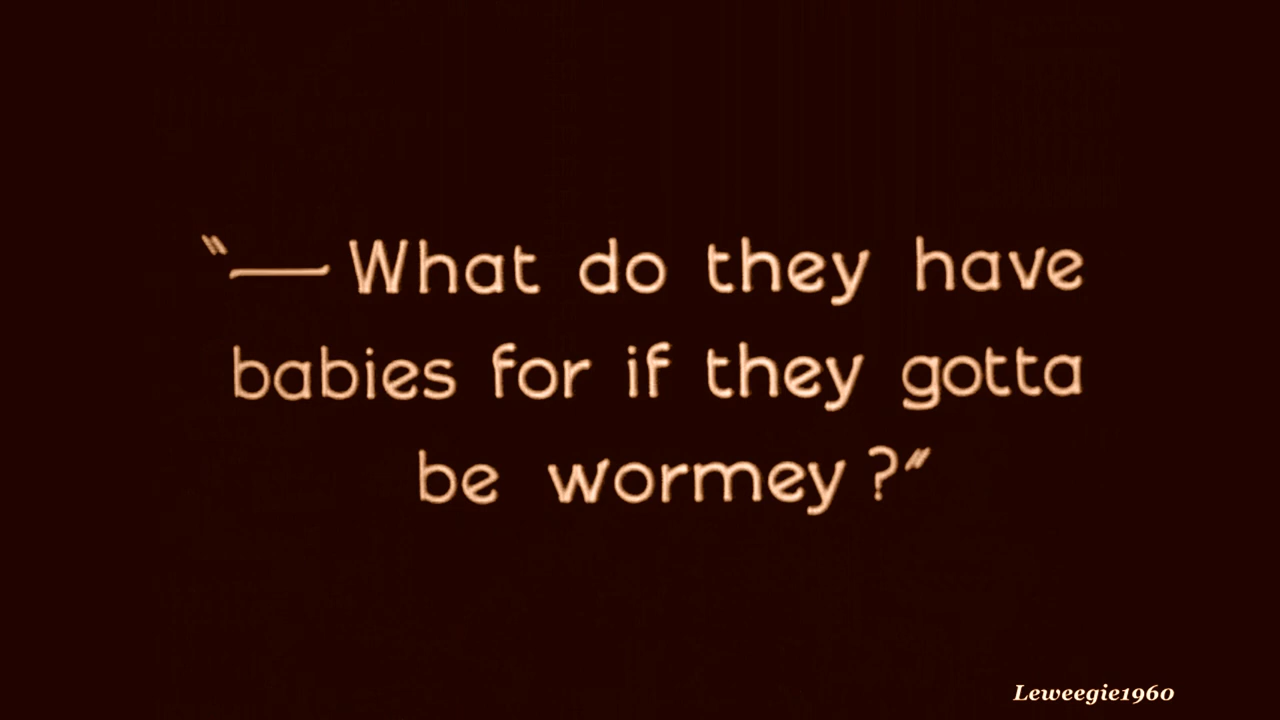 "— What do they have
babies for if they gotta
be wormey ?"
Leweegie1960